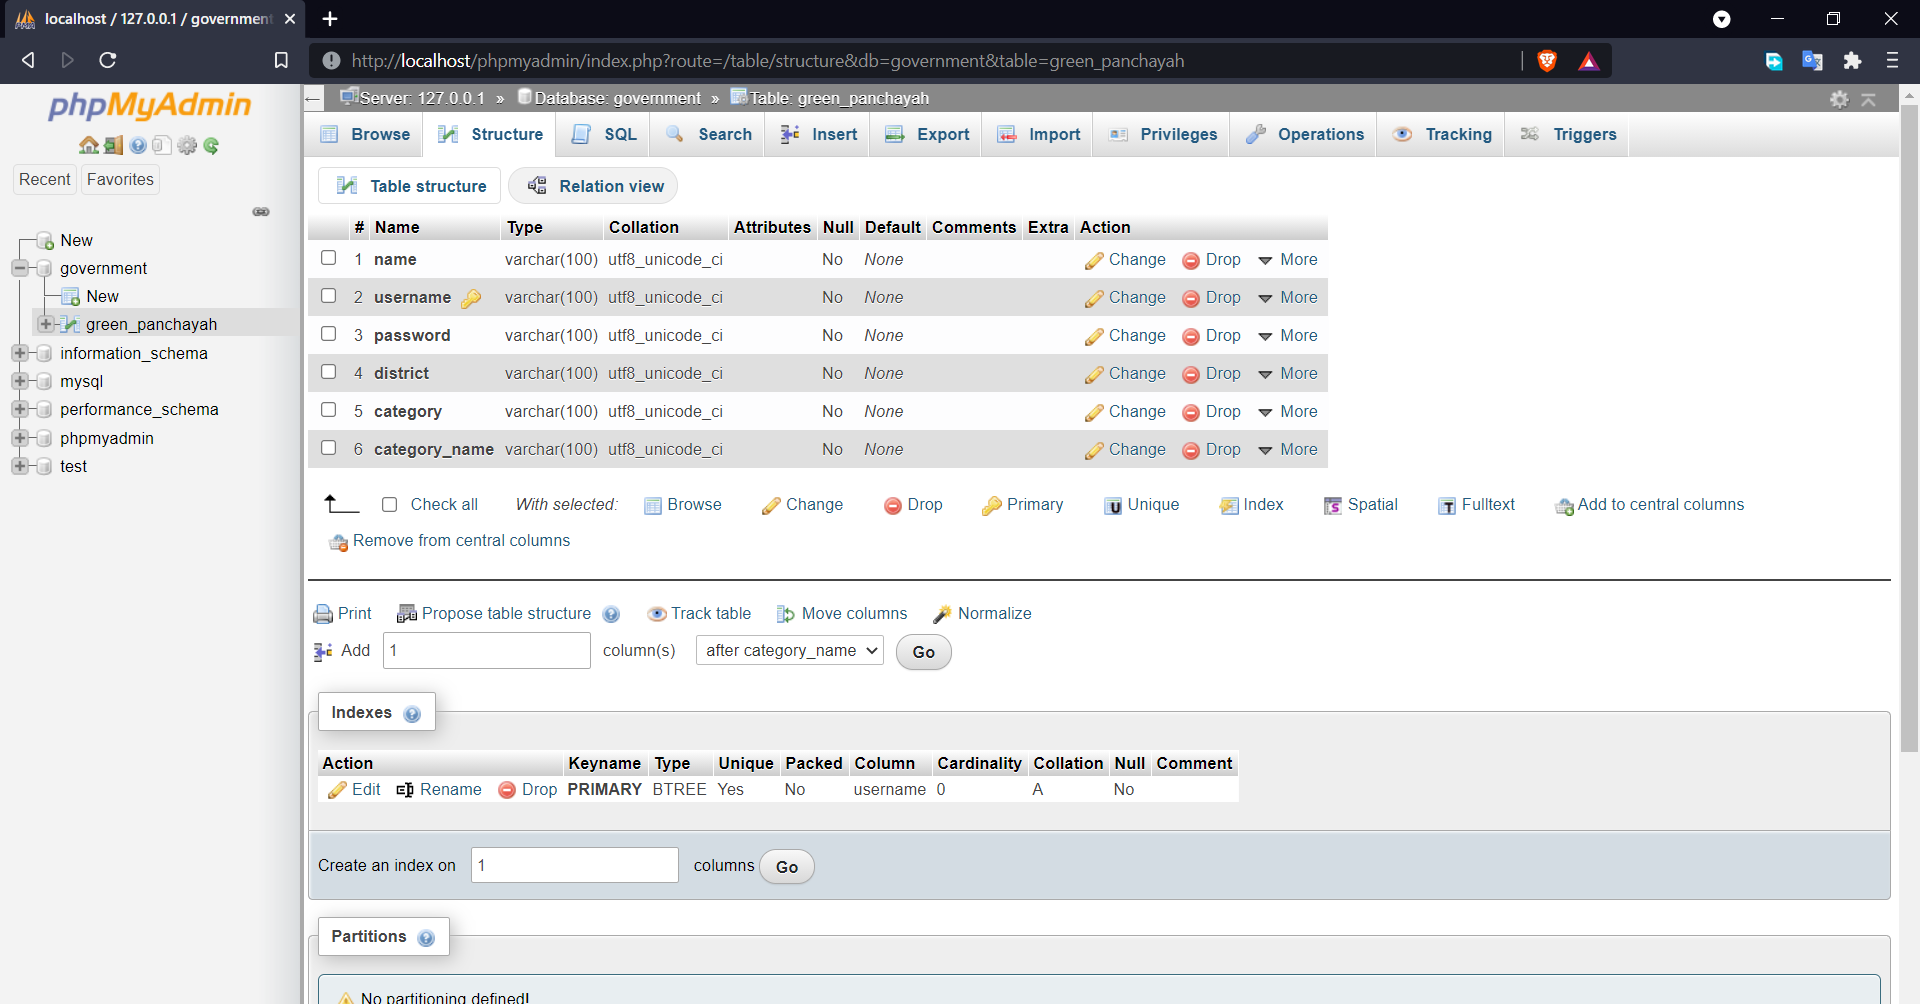 localhost / 127.0.0.1 / government
http://localhost/phpmyadmin/index.php?route=/table/structure&db=government&table=green_panchayah
phpMyAdmin
Recent Favorites
New
government
New
green_panchayah
information_schema
mysql
performance_schema
phpmyadmin
test
Server: 127.0.0.1 » Database: government » Table: green_panchayah
Browse Structure SQL Search Insert Export Import Privileges Operations Tracking Triggers
Table structure Relation view
# Name Type Collation Attributes Null Default Comments Extra Action
1 name varchar(100) utf8_unicode_ci No None Change Drop More
2 username varchar(100) utf8_unicode_ci No None Change Drop More
3 password varchar(100) utf8_unicode_ci No None Change Drop More
4 district varchar(100) utf8_unicode_ci No None Change Drop More
5 category varchar(100) utf8_unicode_ci No None Change Drop More
6 category_name varchar(100) utf8_unicode_ci No None Change Drop More
Check all With selected: Browse Change Drop Primary Unique Index Spatial Fulltext Add to central columns
Remove from central columns
Print Propose table structure Track table Move columns Normalize
Add 1 column(s) after category_name Go
Indexes
Action Keyname Type Unique Packed Column Cardinality Collation Null Comment
Edit Rename Drop PRIMARY BTREE Yes No username 0 A No
Create an index on 1 columns Go
Partitions
No partitioning defined!